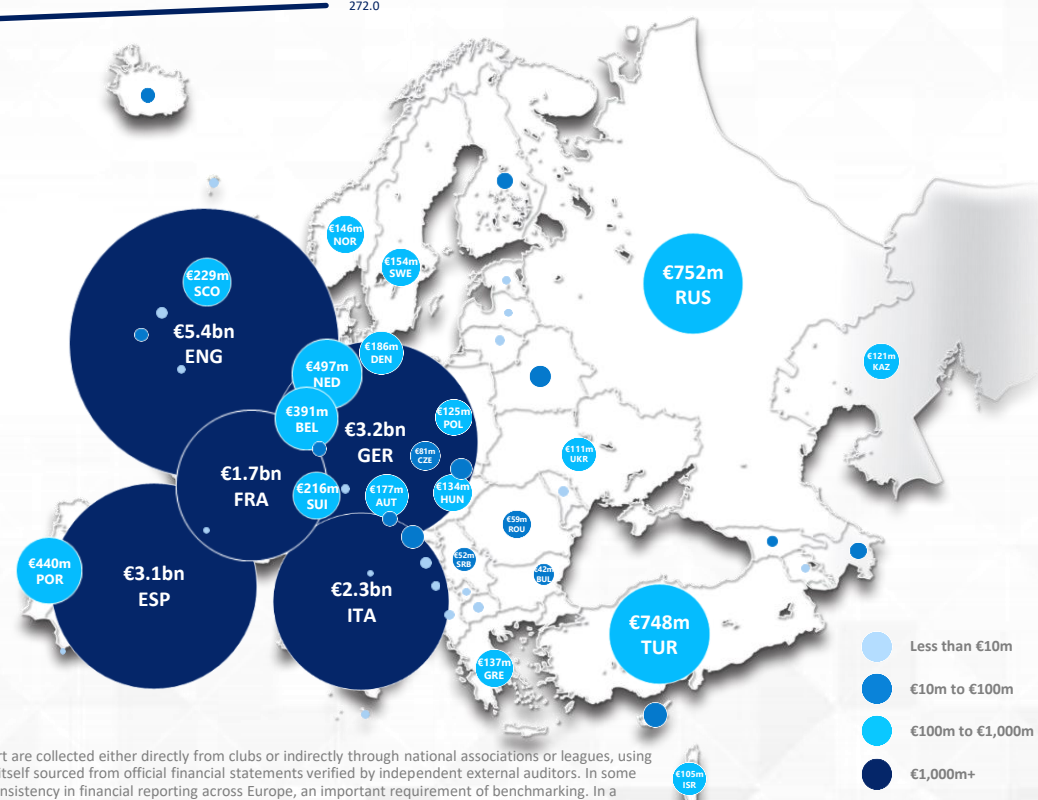 272.0
€146m
NOR
€154m
SWE
€229m
SCO
€752m
RUS
€5.4bn
ENG
€186m
DEN
€121m
KAZ
€497m
NED
€391m
BEL
€125m
POL
€3.2bn
GER
€81m
CZE
€111m
UKR
€1.7bn
FRA
€216m
SUI
€177m
AUT
€134m
HUN
€59m
ROU
€52m
SRB
€42m
BUL
€440m
POR
€3.1bn
ESP
€2.3bn
ITA
€748m
TUR
€137m
GRE
€105m
ISR
Less than €10m
€10m to €100m
€100m to €1,000m
€1,000m+
rt are collected either directly from clubs or indirectly through national associations or leagues, using
itself sourced from official financial statements verified by independent external auditors. In some
nsistency in financial reporting across Europe, an important requirement of benchmarking. In a